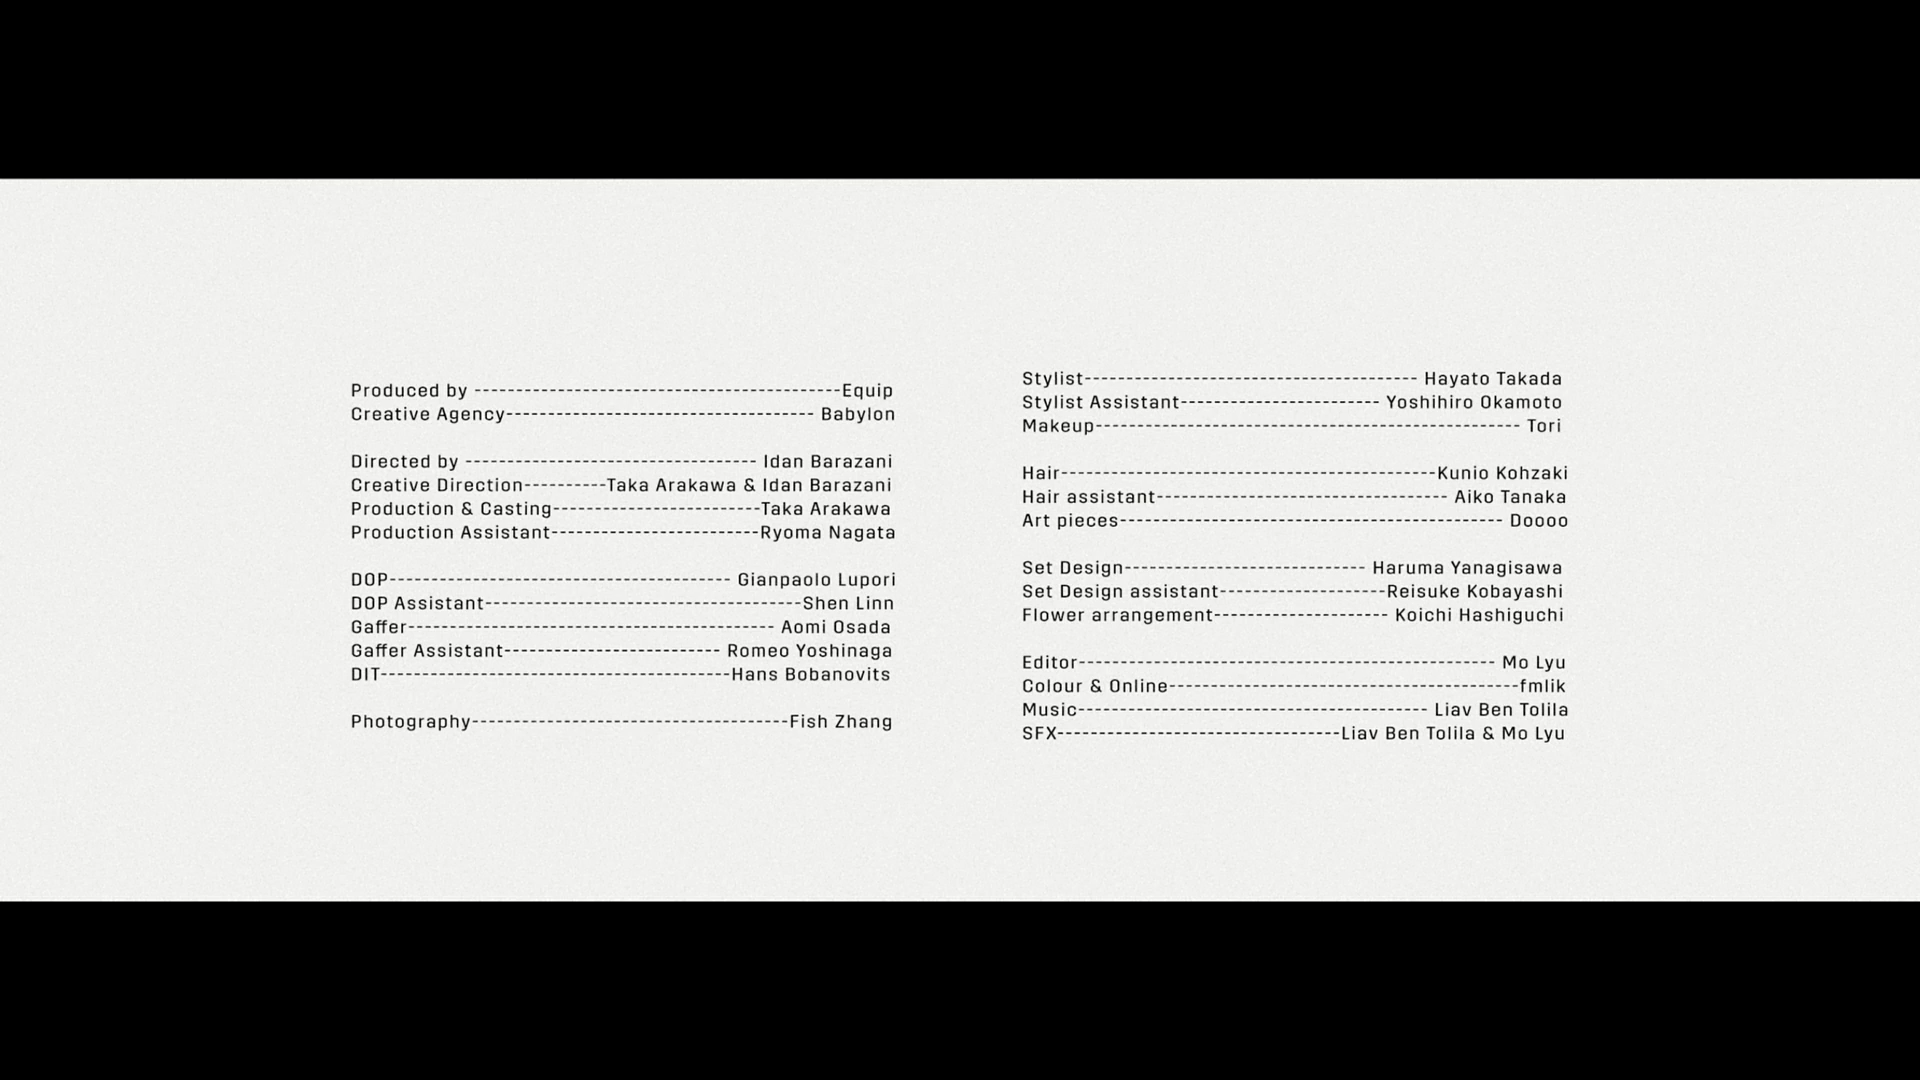 Produced by --------------------------------------------Equip
Creative Agency------------------------------------- Babylon
Directed by ----------------------------------- Idan Barazani
Creative Direction----------Taka Arakawa & Idan Barazani
Production & Casting-------------------------Taka Arakawa
Production Assistant-------------------------Ryoma Nagata
DOP----------------------------------------- Gianpaolo Lupori
DOP Assistant--------------------------------------Shen Linn
Gaffer-------------------------------------------- Aomi Osada
Gaffer Assistant-------------------------- Romeo Yoshinaga
DIT------------------------------------------Hans Bobanovits
Photography--------------------------------------Fish Zhang
Stylist---------------------------------------- Hayato Takada
Stylist Assistant------------------------ Yoshihiro Okamoto
Makeup--------------------------------------------------- Tori
Hair---------------------------------------------Kunio Kohzaki
Hair assistant----------------------------------- Aiko Tanaka
Art pieces---------------------------------------------- Doooo
Set Design----------------------------- Haruma Yanagisawa
Set Design assistant--------------------Reisuke Kobayashi
Flower arrangement--------------------- Koichi Hashiguchi
Editor-------------------------------------------------- Mo Lyu
Colour & Online------------------------------------------fmlik
Music------------------------------------------ Liav Ben Tolila
SFX----------------------------------Liav Ben Tolila & Mo Lyu